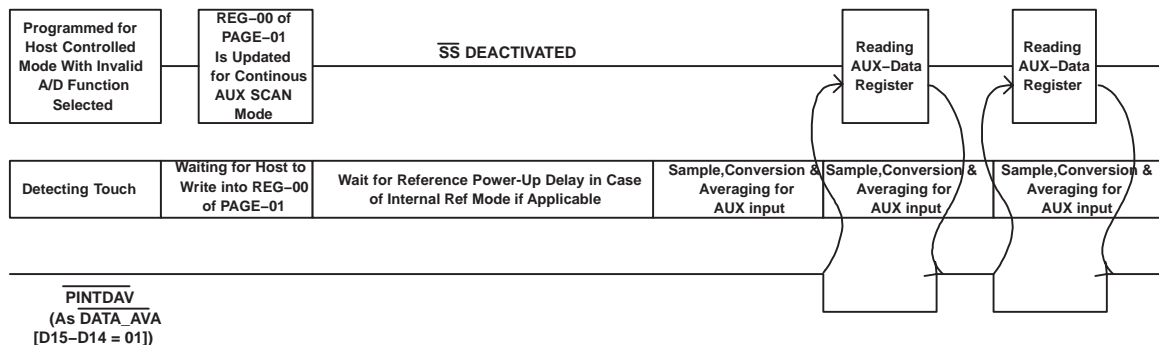 Programmed for
Host Controlled
Mode With Invalid
A/D Function
Selected
REG−00 of
PAGE−01
Is Updated
for Continous
AUX SCAN
Mode
SS DEACTIVATED
Reading
AUX−Data
Register
Reading
AUX−Data
Register
Detecting Touch
Waiting for Host to
Write into REG−00
of PAGE−01
Wait for Reference Power-Up Delay in Case
of Internal Ref Mode if Applicable
Sample,Conversion &
Averaging for
AUX input
Sample,Conversion &
Averaging for
AUX input
Sample,Conversion &
Averaging for
AUX input
PINTDAV
(As DATA_AVA
[D15−D14 = 01])